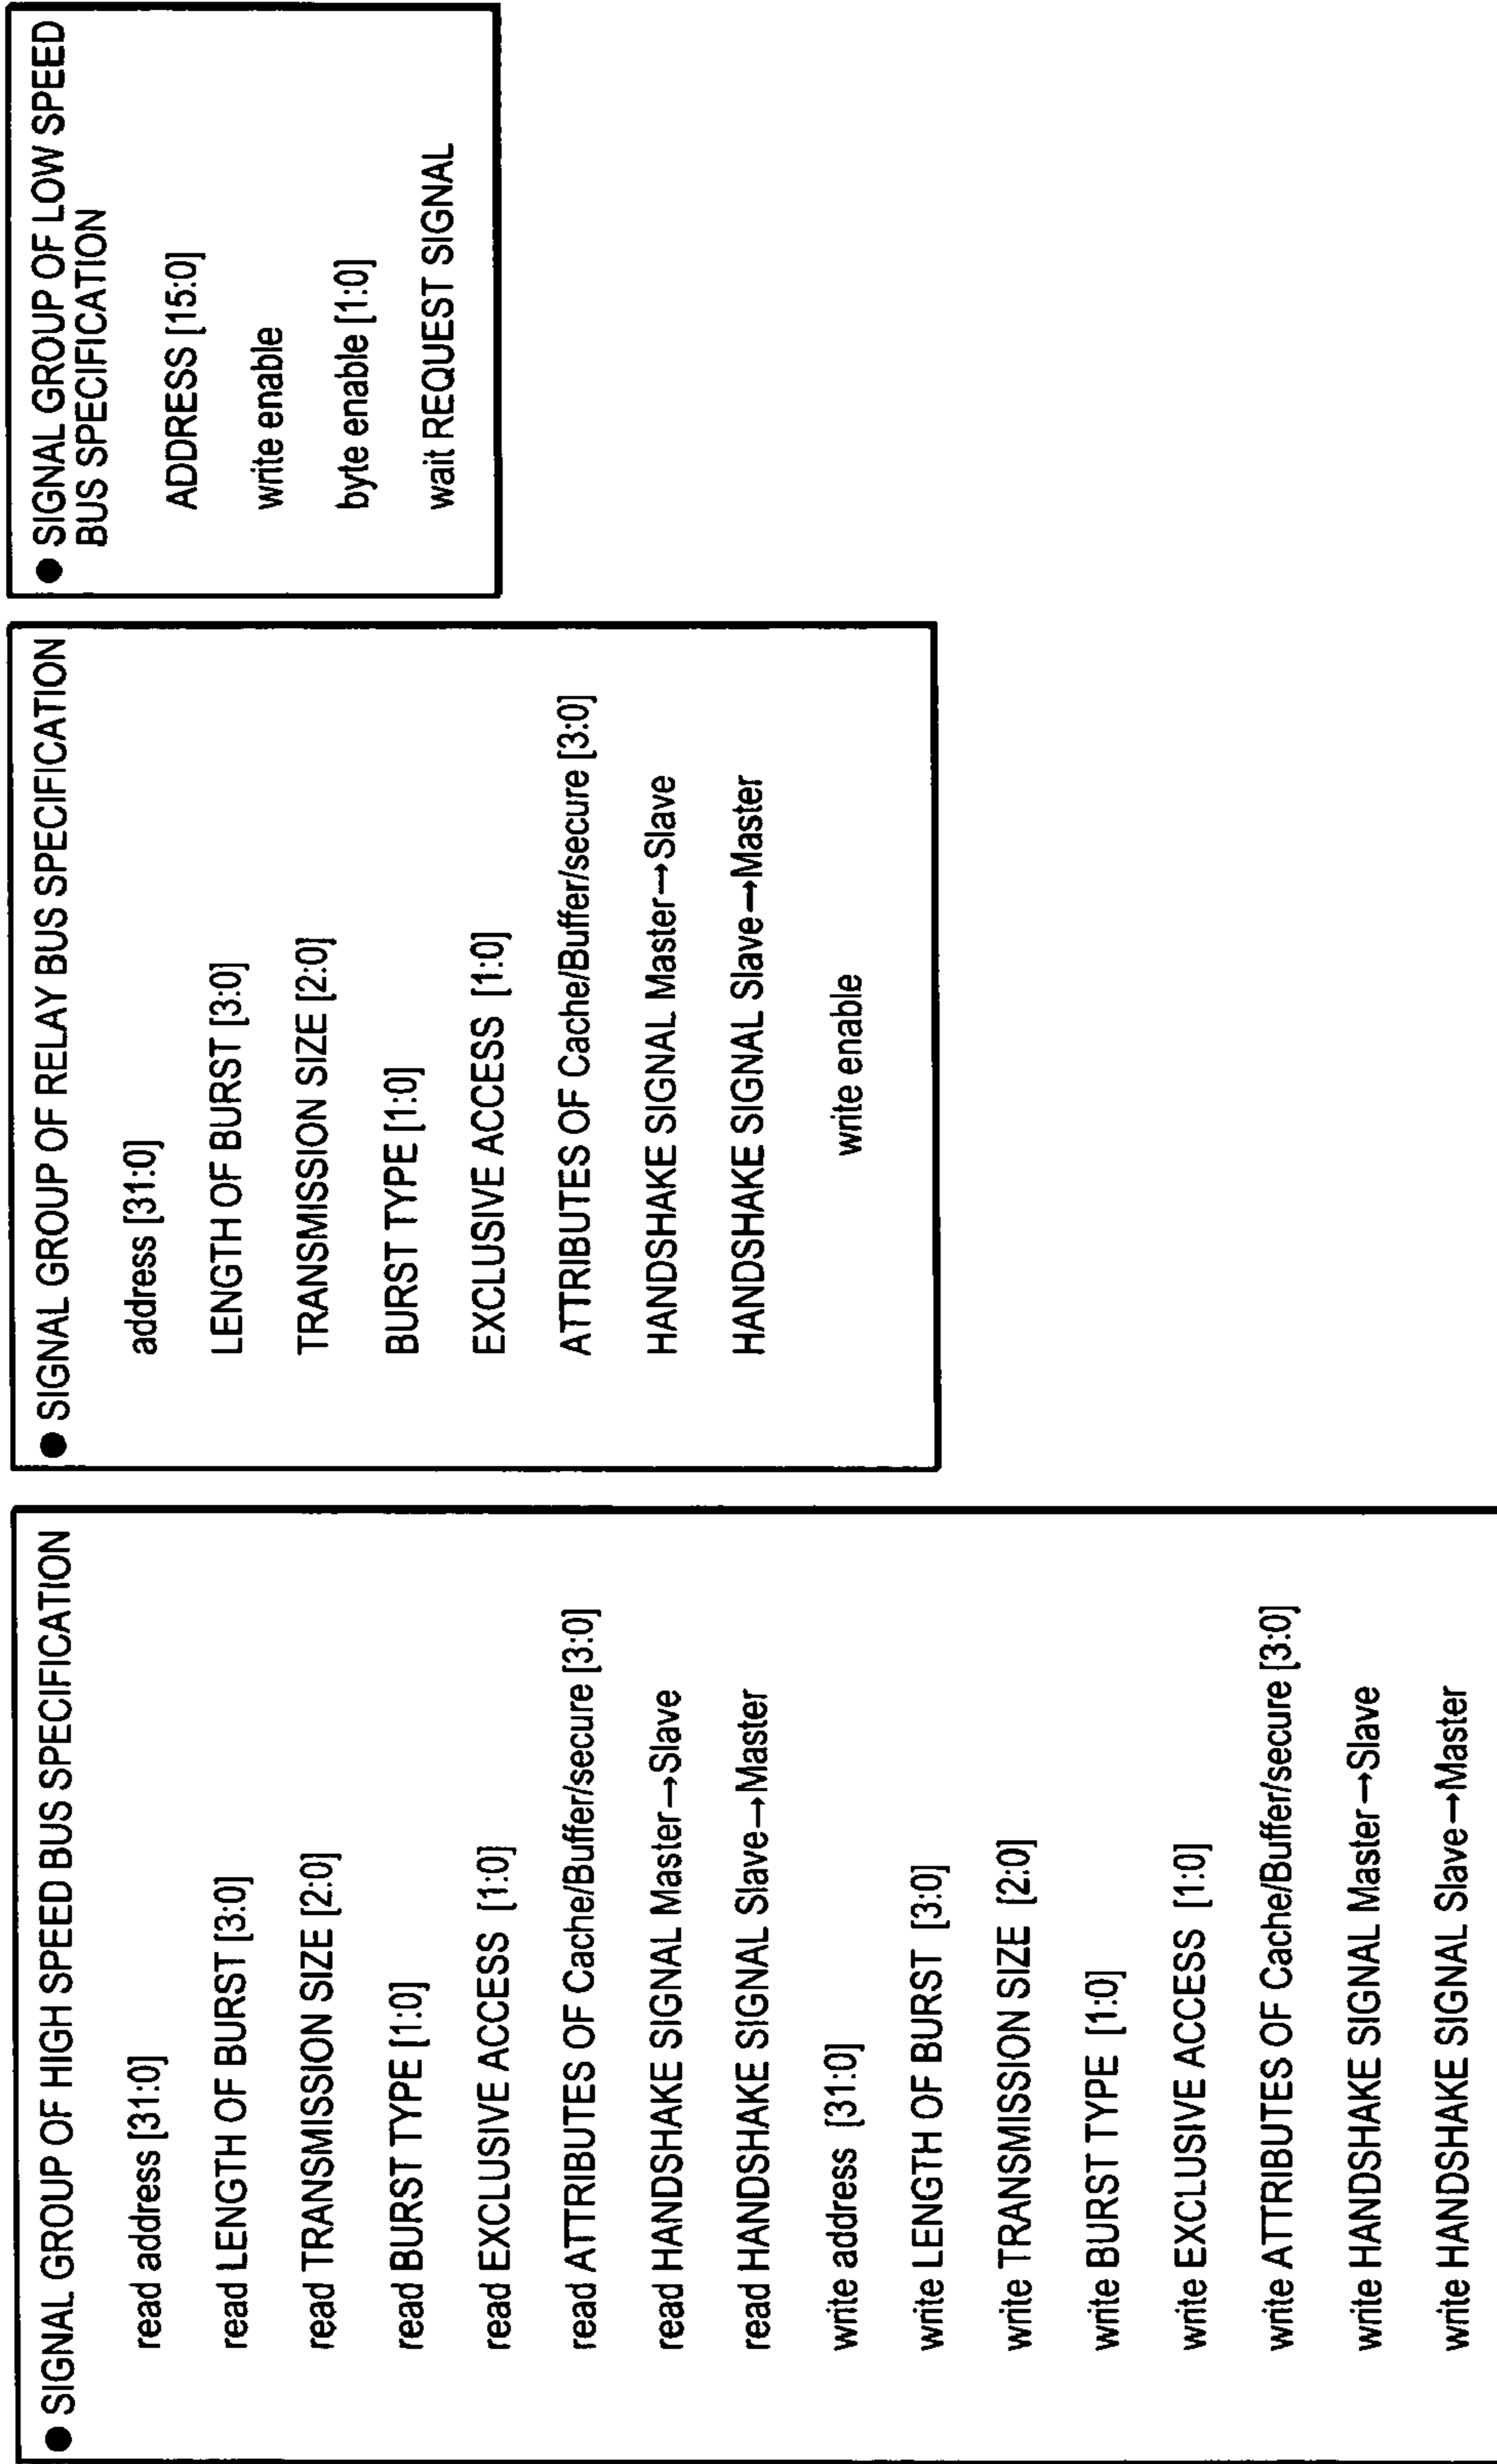 ● SIGNAL GROUP OF HIGH SPEED BUS SPECIFICATION
read address [31:0]
read LENGTH OF BURST [3:0]
read TRANSMISSION SIZE [2:0]
read BURST TYPE [1:0]
read EXCLUSIVE ACCESS [1:0]
read ATTRIBUTES OF Cache/Buffer/secure [3:0]
read HANDSHAKE SIGNAL Master→Slave
read HANDSHAKE SIGNAL Slave→Master
write address [31:0]
write LENGTH OF BURST [3:0]
write TRANSMISSION SIZE [2:0]
write BURST TYPE [1:0]
write EXCLUSIVE ACCESS [1:0]
write ATTRIBUTES OF Cache/Buffer/secure [3:0]
write HANDSHAKE SIGNAL Master→Slave
write HANDSHAKE SIGNAL Slave→Master
● SIGNAL GROUP OF RELAY BUS SPECIFICATION
address [31:0]
LENGTH OF BURST [3:0]
TRANSMISSION SIZE [2:0]
BURST TYPE [1:0]
EXCLUSIVE ACCESS [1:0]
ATTRIBUTES OF Cache/Buffer/secure [3:0]
HANDSHAKE SIGNAL Master→Slave
HANDSHAKE SIGNAL Slave→Master
write enable
● SIGNAL GROUP OF LOW SPEED
BUS SPECIFICATION
ADDRESS [15:0]
write enable
byte enable [1:0]
wait REQUEST SIGNAL